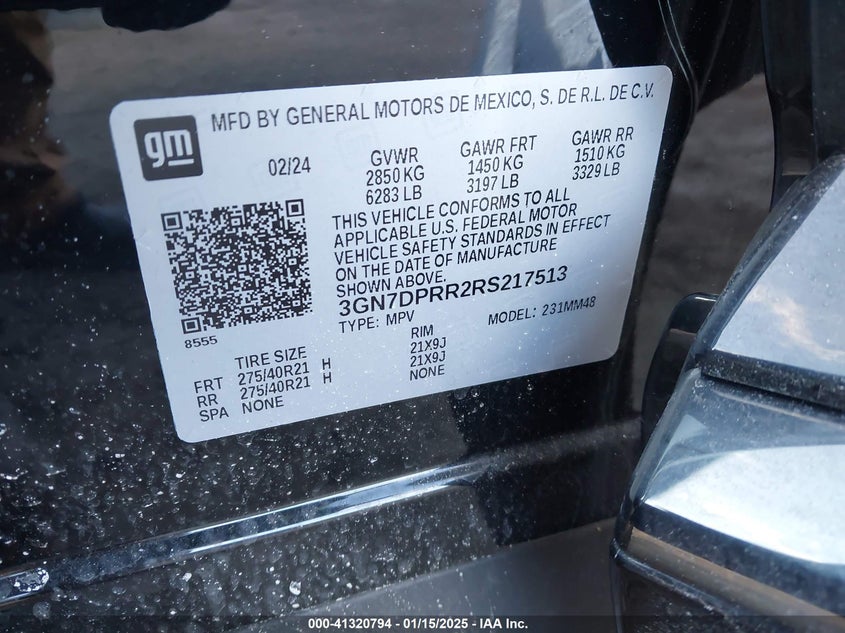 gm
MFD BY GENERAL MOTORS DE MEXICO, S. DE R.L. DE C.V.
02/24
GVWR
2850 KG
6283 LB
GAWR FRT
1450 KG
3197 LB
GAWR RR
1510 KG
3329 LB
THIS VEHICLE CONFORMS TO ALL
APPLICABLE U.S. FEDERAL MOTOR
VEHICLE SAFETY STANDARDS IN EFFECT
ON THE DATE OF MANUFACTURE
SHOWN ABOVE.
3GN7DPRR2RS217513
TYPE: MPV MODEL: 231MM48
8555
TIRE SIZE RIM
FRT 275/40R21 H 21X9J
RR 275/40R21 H 21X9J
SPA NONE NONE
000-41320794 - 01/15/2025 - IAA Inc.